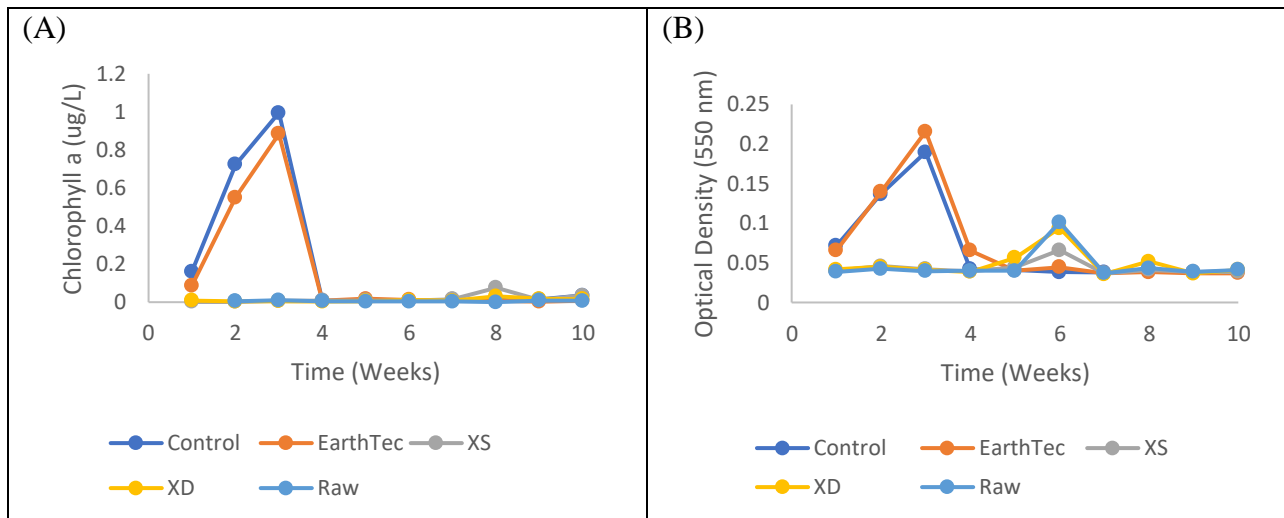 (A)
Chlorophyll a (ug/L)
1.2
1
0.8
0.6
0.4
0.2
0
0 2 4 6 8 10
Time (Weeks)
Control EarthTec XS
XD Raw
(B)
Optical Density (550 nm)
0.25
0.2
0.15
0.1
0.05
0
0 2 4 6 8 10
Time (Weeks)
Control EarthTec XS
XD Raw